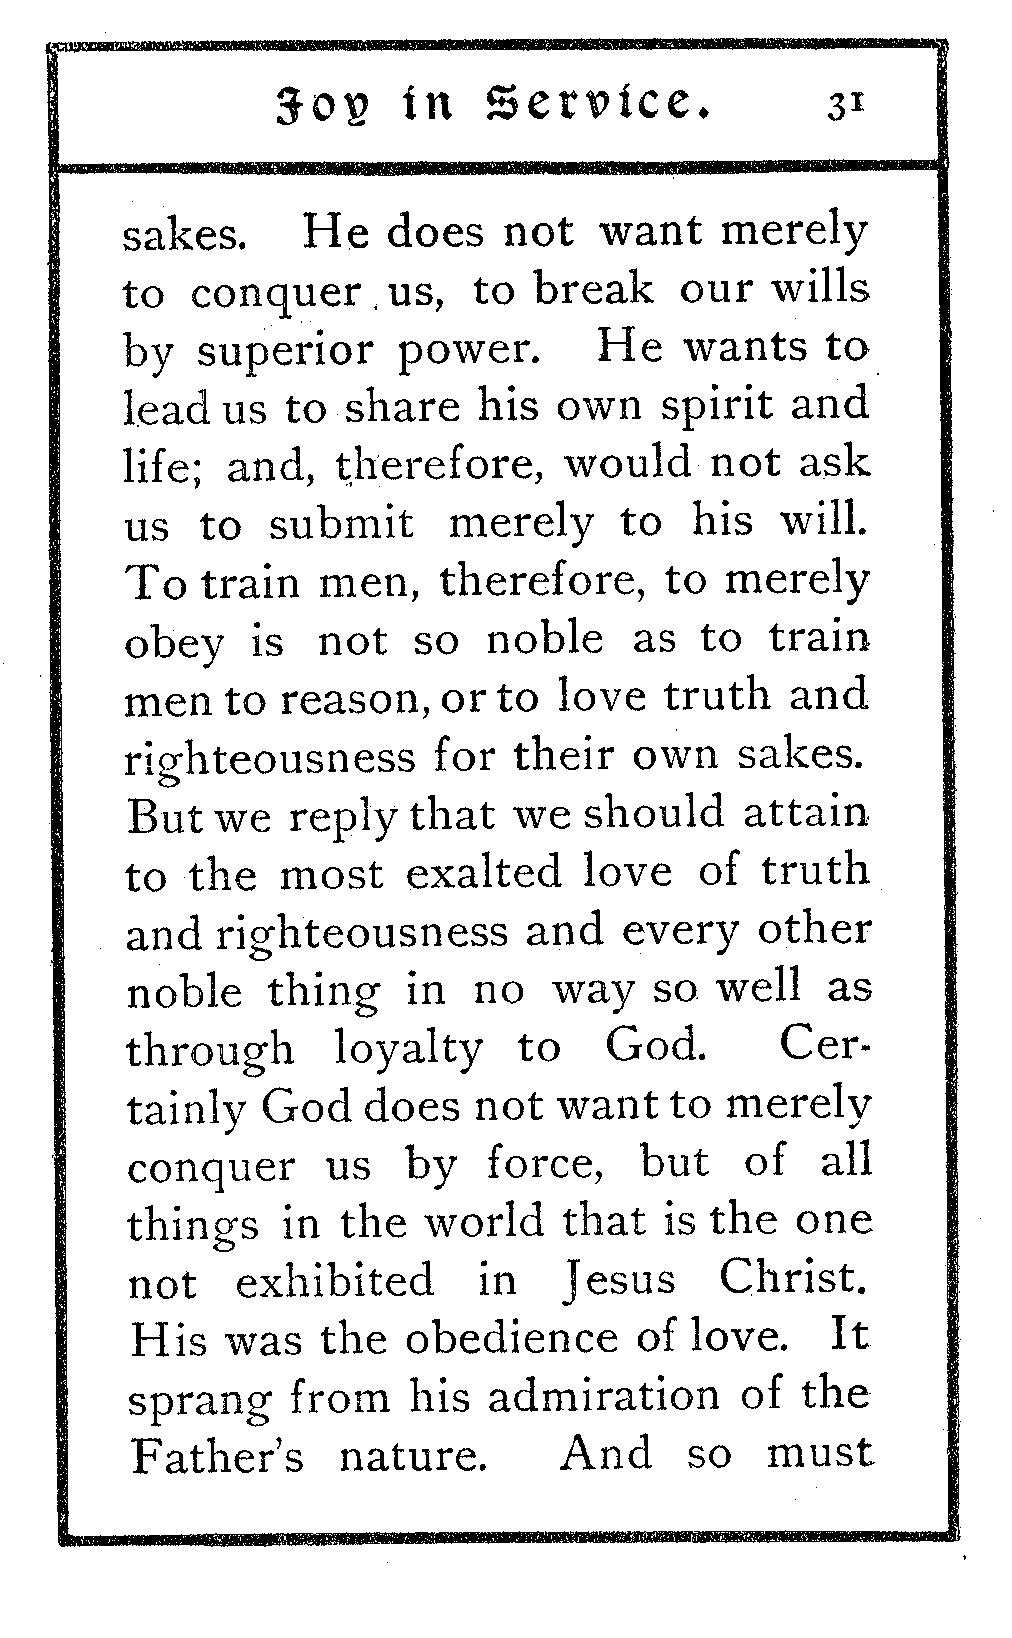 Joy in Service. 31
sakes. He does not want merely
to conquer us, to break our wills
by superior power. He wants to
lead us to share his own spirit and
life; and, therefore, would not ask
us to submit merely to his will.
To train men, therefore, to merely
obey is not so noble as to train
men to reason, or to love truth and
righteousness for their own sakes.
But we reply that we should attain
to the most exalted love of truth
and righteousness and every other
noble thing in no way so well as
through loyalty to God. Cer-
tainly God does not want to merely
conquer us by force, but of all
things in the world that is the one
not exhibited in Jesus Christ.
His was the obedience of love. It
sprang from his admiration of the
Father's nature. And so must